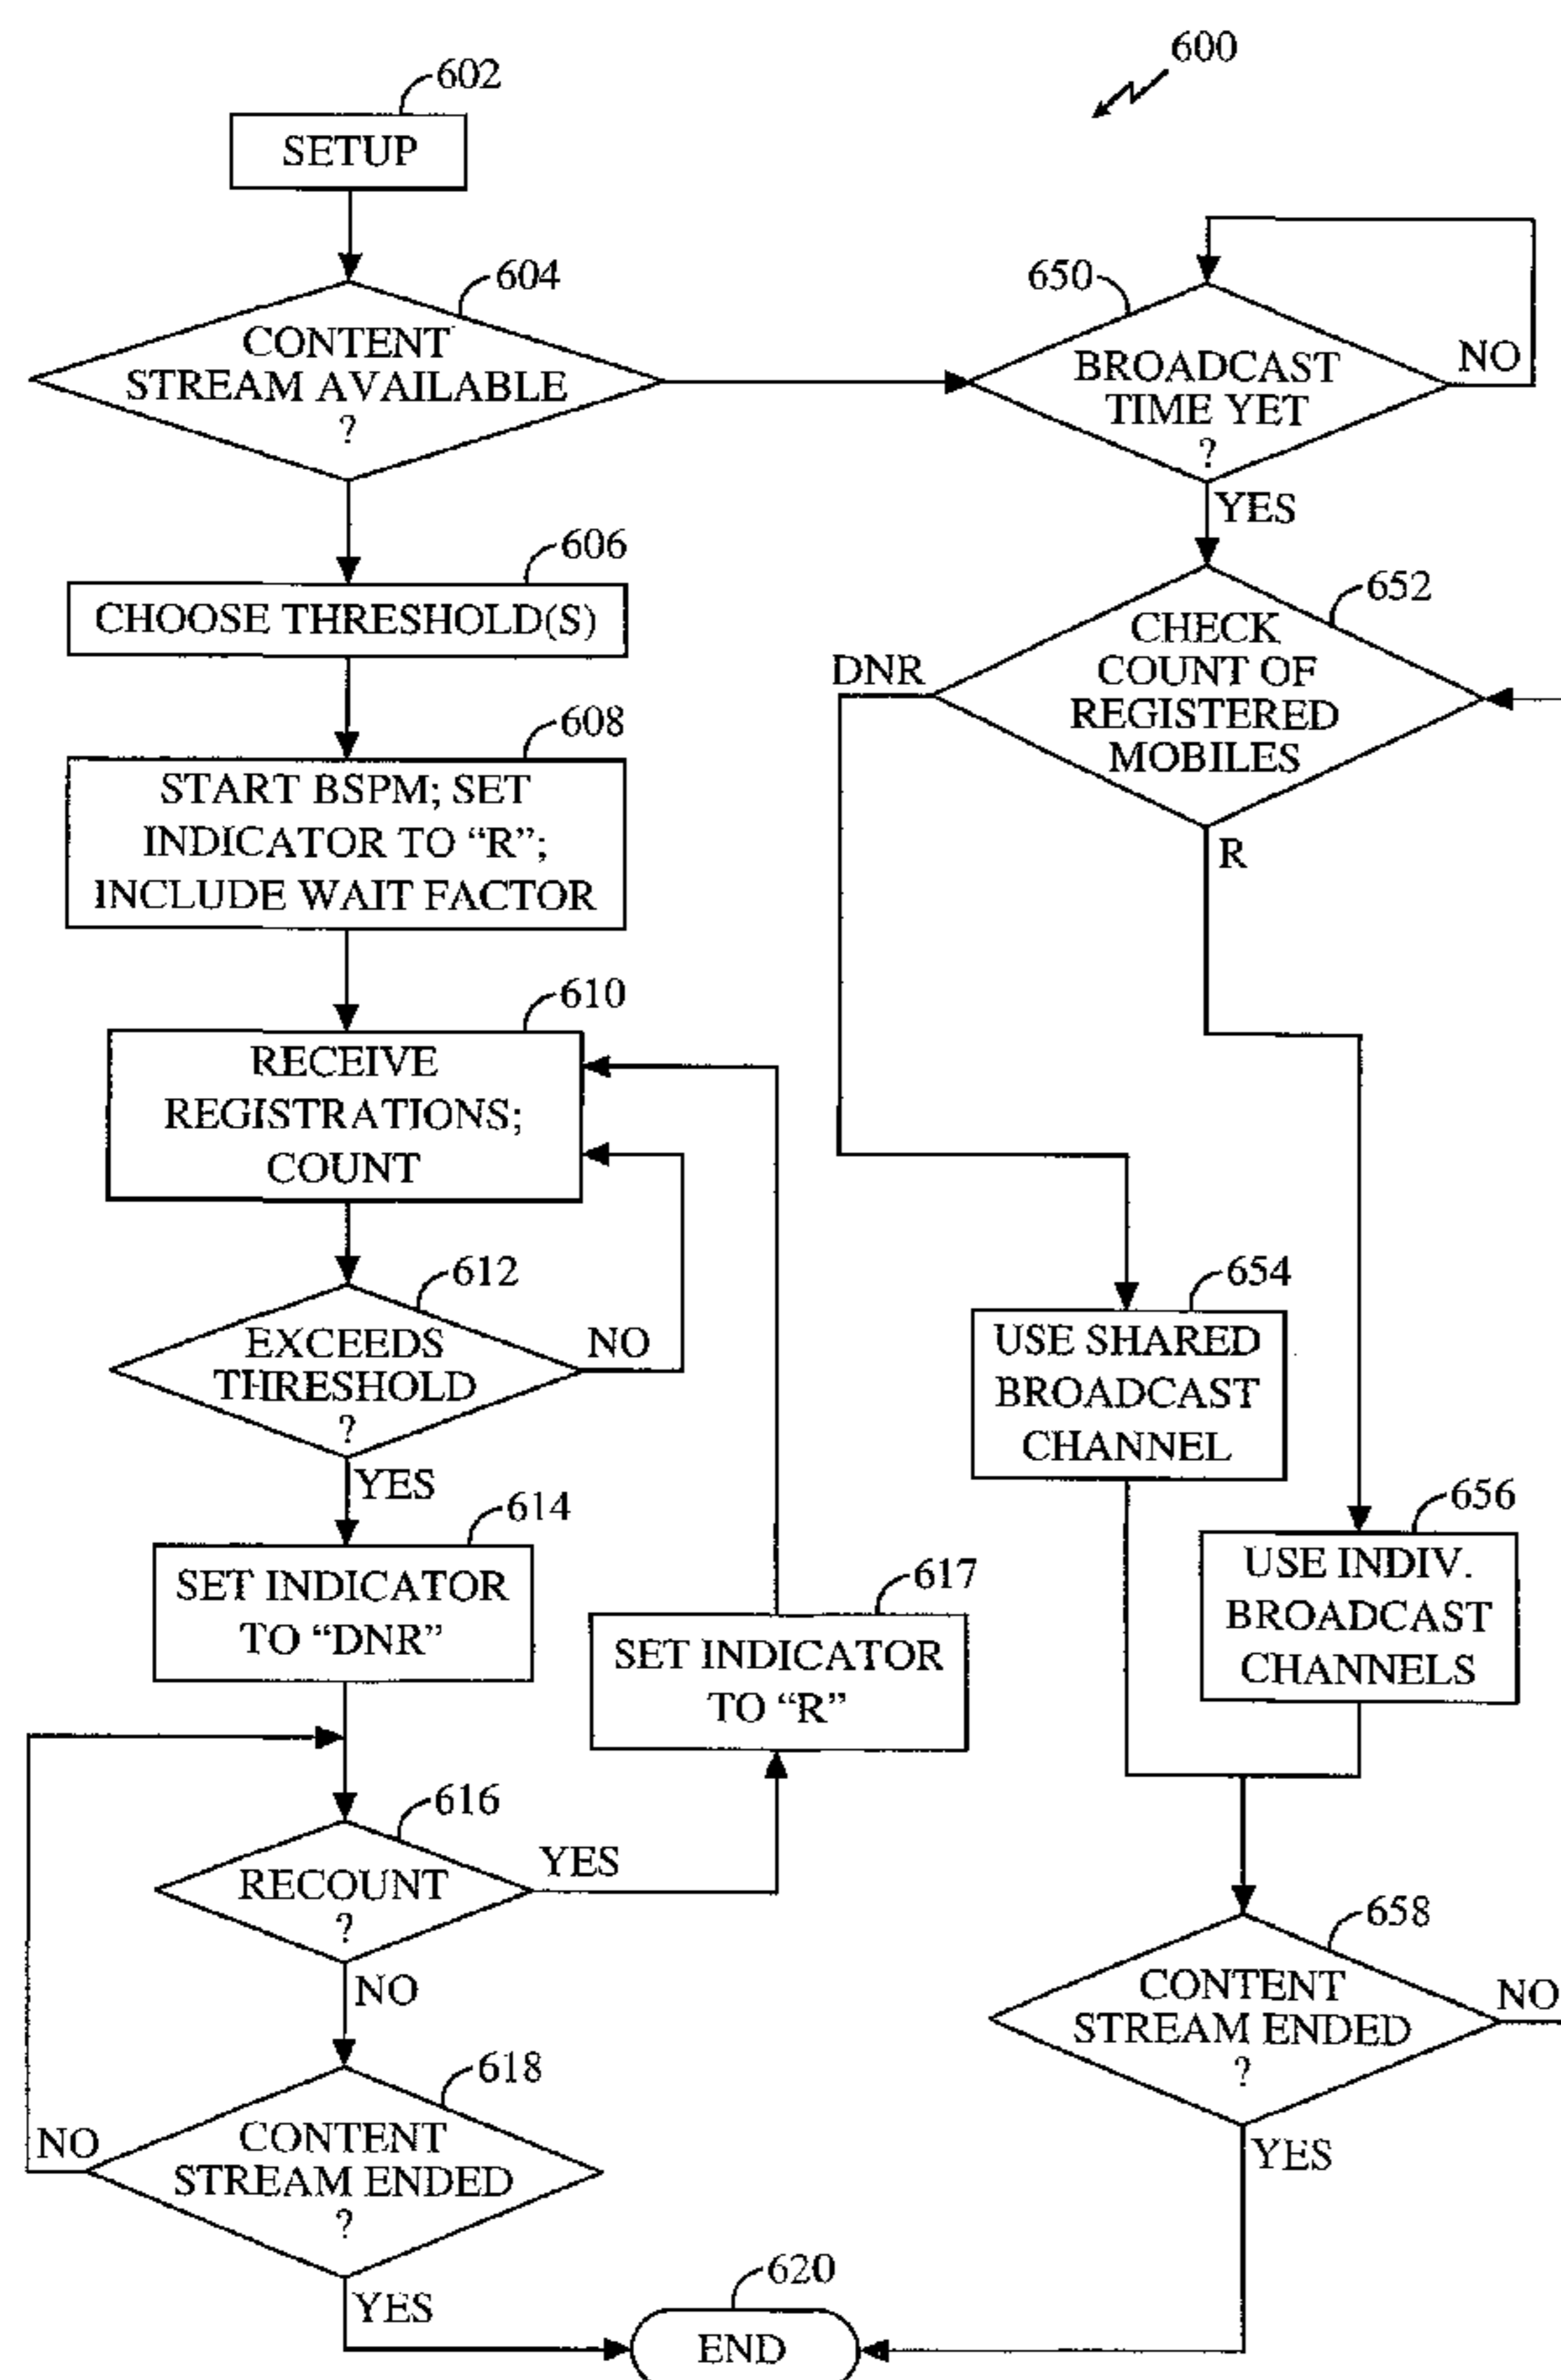 600
602
SETUP
604
CONTENT
STREAM AVAILABLE
?
606
CHOOSE THRESHOLD(S)
608
START BSPM; SET
INDICATOR TO “R”;
INCLUDE WAIT FACTOR
610
RECEIVE
REGISTRATIONS;
COUNT
612
EXCEEDS
THRESHOLD
?
NO
YES
614
SET INDICATOR
TO “DNR”
617
SET INDICATOR
TO “R”
616
RECOUNT
?
YES
NO
618
CONTENT
STREAM ENDED
?
NO
YES
650
BROADCAST
TIME YET
?
NO
YES
652
CHECK
COUNT OF
REGISTERED
MOBILES
DNR
R
654
USE SHARED
BROADCAST
CHANNEL
656
USE INDIV.
BROADCAST
CHANNELS
658
CONTENT
STREAM ENDED
?
NO
YES
620
END